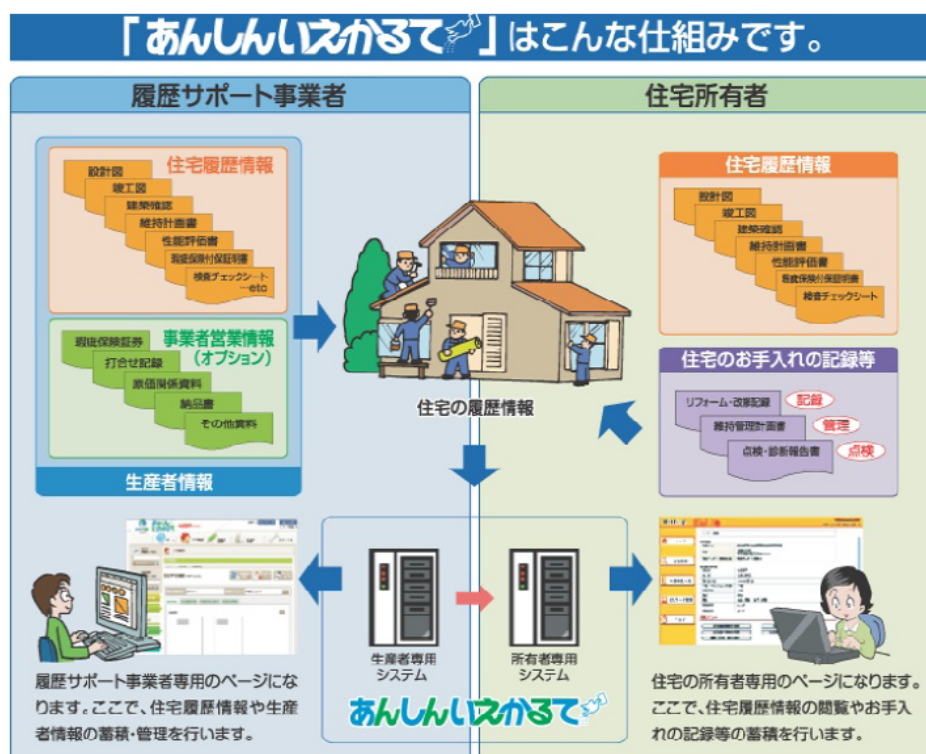 「あんしんいえかるて」はこんな仕組みです。
履歴サポート事業者
住宅履歴情報
設計図
竣工図
建築確認
維持計画書
性能評価書
瑕疵保険付保証明書
検査チェックシート
…etc
事業者営業情報
(オプション)
瑕疵保険証券
打合せ記録
原価関係資料
納品書
その他資料
生産者情報
住宅の履歴情報
住宅所有者
住宅履歴情報
設計図
竣工図
建築確認
維持計画書
性能評価書
瑕疵保険付保証明書
検査チェックシート
住宅のお手入れの記録等
リフォーム・改修記録
記録
維持管理計画書
管理
点検・診断報告書
点検
生産者専用
システム
所有者専用
システム
あんしんいえかるて
履歴サポート事業者専用のページにな
ります。ここで、住宅履歴情報や生産
者情報の蓄積・管理を行います。
住宅の所有者専用のページになります。
ここで、住宅履歴情報の閲覧やお手入
れの記録等の蓄積を行います。